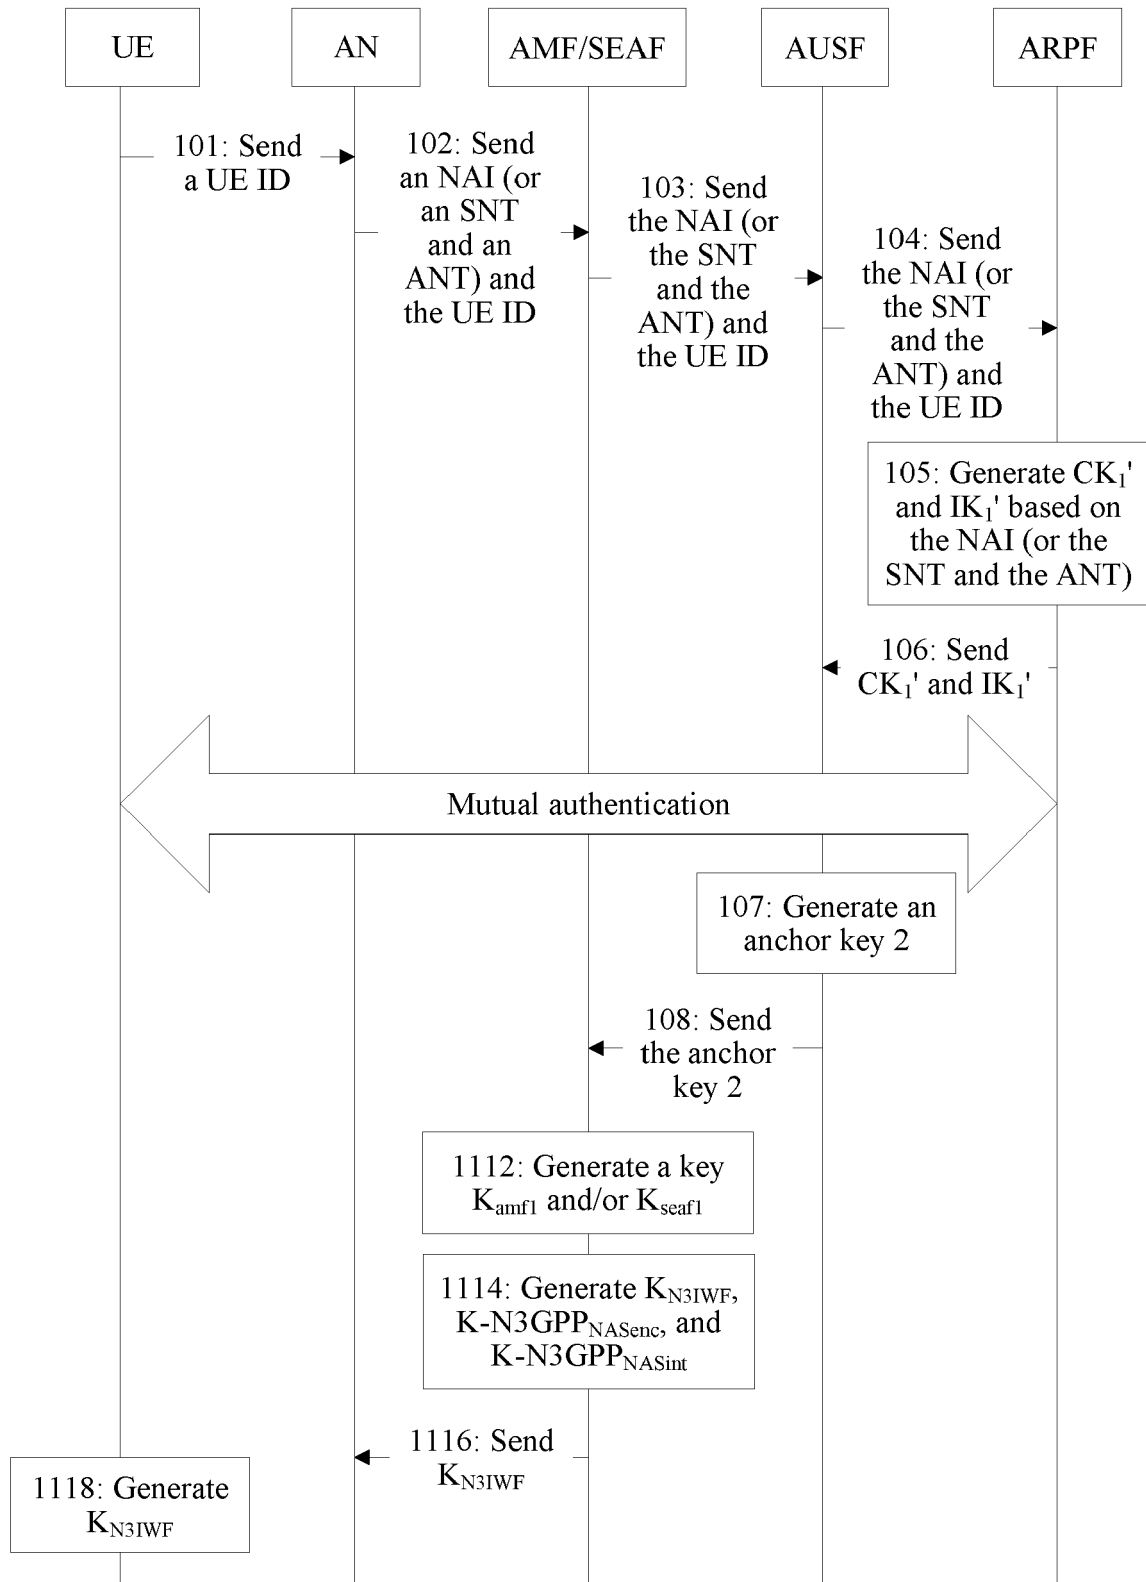 UE
AN
AMF/SEAF
AUSF
ARPF
101: Send
a UE ID
102: Send
an NAI (or
an SNT
and an
ANT) and
the UE ID
103: Send
the NAI (or
the SNT
and the
ANT) and
the UE ID
104: Send
the NAI (or
the SNT
and the
ANT) and
the UE ID
105: Generate CK₁'
and IK₁' based on
the NAI (or the
SNT and the ANT)
106: Send
CK₁' and IK₁'
Mutual authentication
107: Generate an
anchor key 2
108: Send
the anchor
key 2
1112: Generate a key
Kamf1 and/or Kseaf1
1114: Generate KN3IWF,
K-N3GPPNASenc, and
K-N3GPPNASint
1116: Send
KN3IWF
1118: Generate
KN3IWF